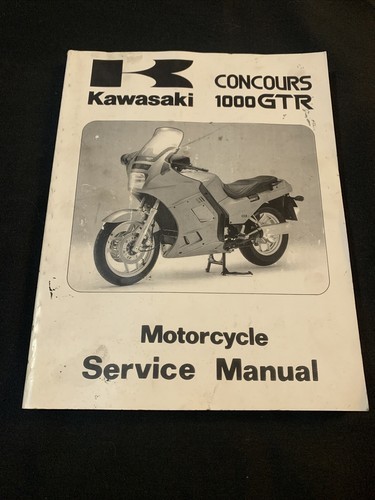 CONCOURS
Kawasaki 1000GTR
Motorcycle
Service Manual